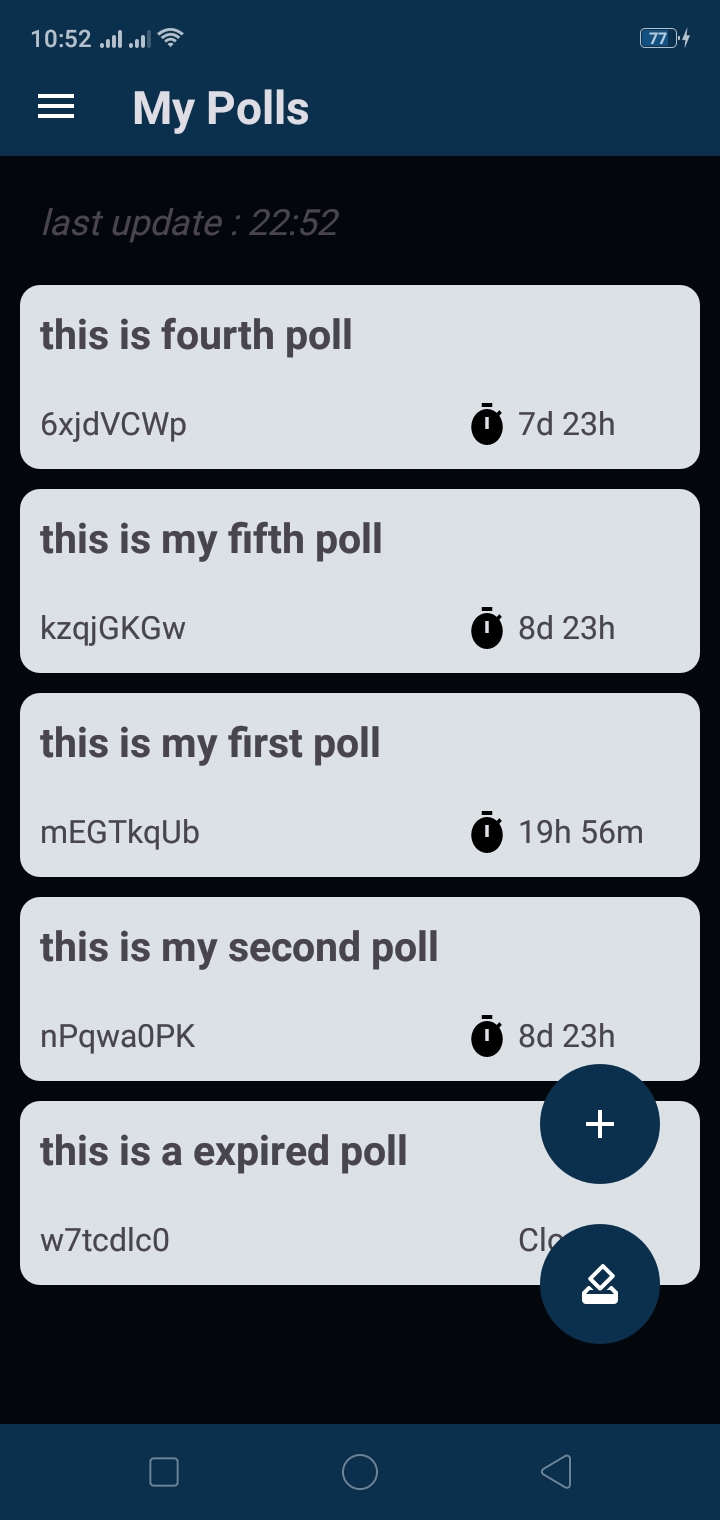 10:52
77
My Polls
last update : 22:52
this is fourth poll
6xjdVCWp
7d 23h
this is my fifth poll
kzqjGKGw
8d 23h
this is my first poll
mEGTkqUb
19h 56m
this is my second poll
nPqwa0PK
8d 23h
this is a expired poll
w7tcdlc0